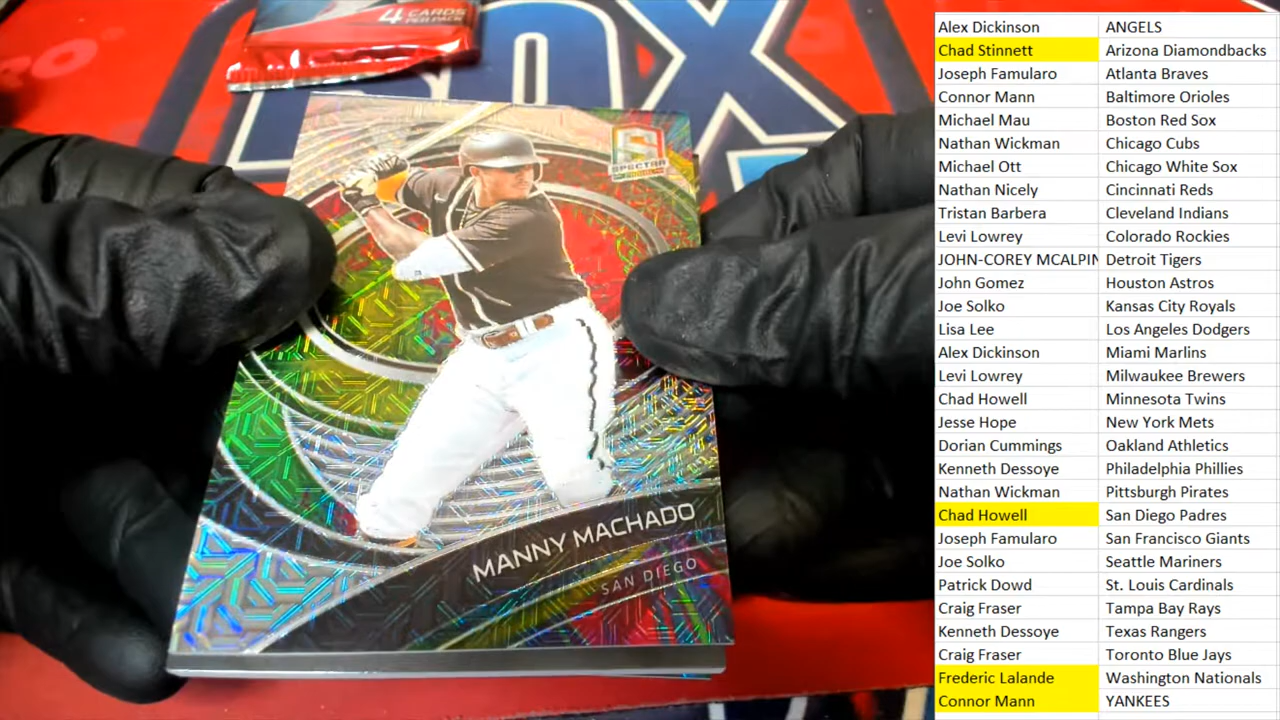 4 CARDS
PER PACK
BOX
SPECTRA
MANNY MACHADO
SAN DIEGO
Alex Dickinson ANGELS
Chad Stinnett Arizona Diamondbacks
Joseph Famularo Atlanta Braves
Connor Mann Baltimore Orioles
Michael Mau Boston Red Sox
Nathan Wickman Chicago Cubs
Michael Ott Chicago White Sox
Nathan Nicely Cincinnati Reds
Tristan Barbera Cleveland Indians
Levi Lowrey Colorado Rockies
JOHN-COREY MCALPIN Detroit Tigers
John Gomez Houston Astros
Joe Solko Kansas City Royals
Lisa Lee Los Angeles Dodgers
Alex Dickinson Miami Marlins
Levi Lowrey Milwaukee Brewers
Chad Howell Minnesota Twins
Jesse Hope New York Mets
Dorian Cummings Oakland Athletics
Kenneth Dessoye Philadelphia Phillies
Nathan Wickman Pittsburgh Pirates
Chad Howell San Diego Padres
Joseph Famularo San Francisco Giants
Joe Solko Seattle Mariners
Patrick Dowd St. Louis Cardinals
Craig Fraser Tampa Bay Rays
Kenneth Dessoye Texas Rangers
Craig Fraser Toronto Blue Jays
Frederic Lalande Washington Nationals
Connor Mann YANKEES